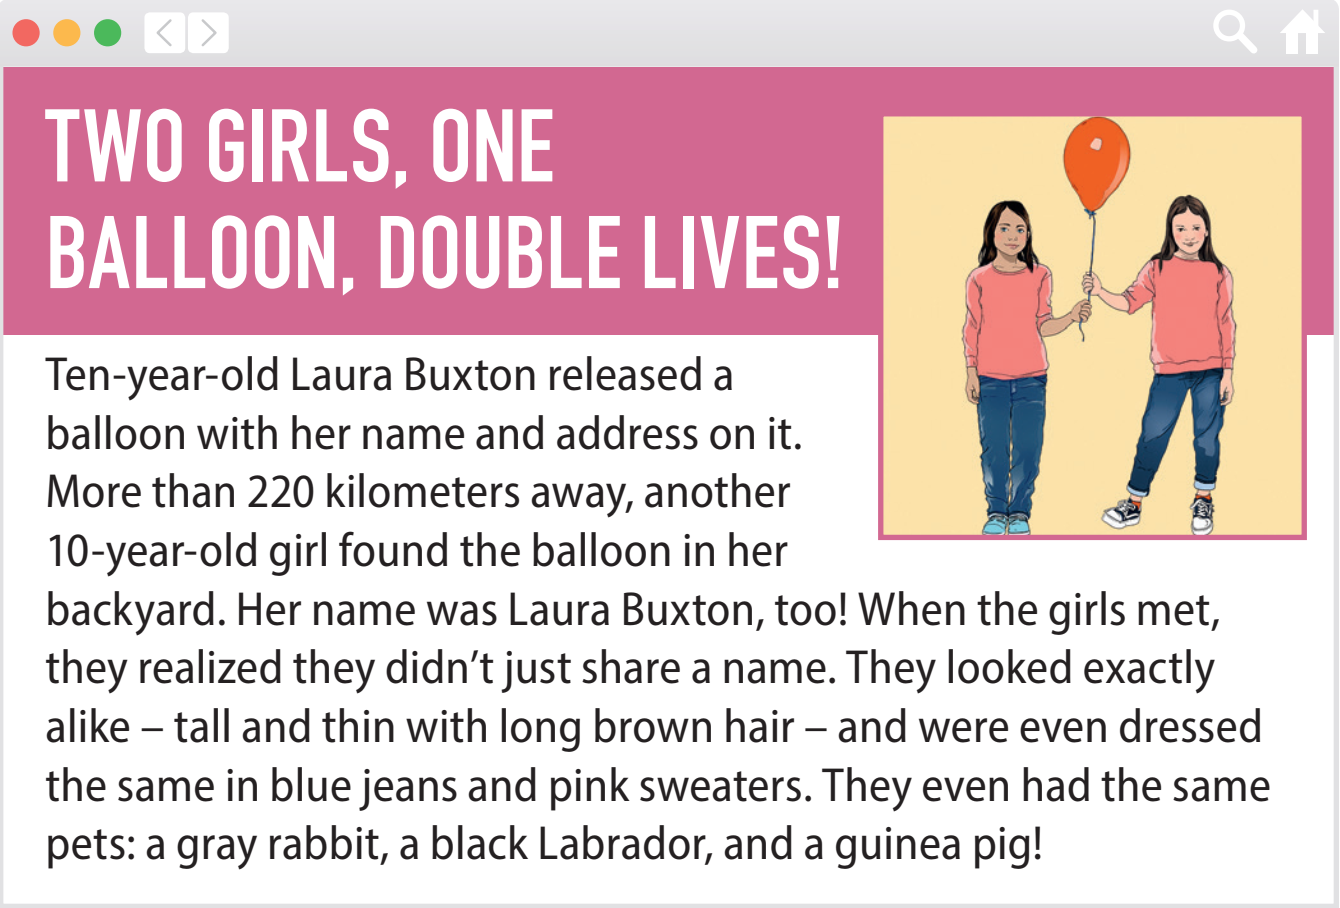 TWO GIRLS, ONE
BALLOON, DOUBLE LIVES!
Ten-year-old Laura Buxton released a
balloon with her name and address on it.
More than 220 kilometers away, another
10-year-old girl found the balloon in her
backyard. Her name was Laura Buxton, too! When the girls met,
they realized they didn’t just share a name. They looked exactly
alike – tall and thin with long brown hair – and were even dressed
the same in blue jeans and pink sweaters. They even had the same
pets: a gray rabbit, a black Labrador, and a guinea pig!